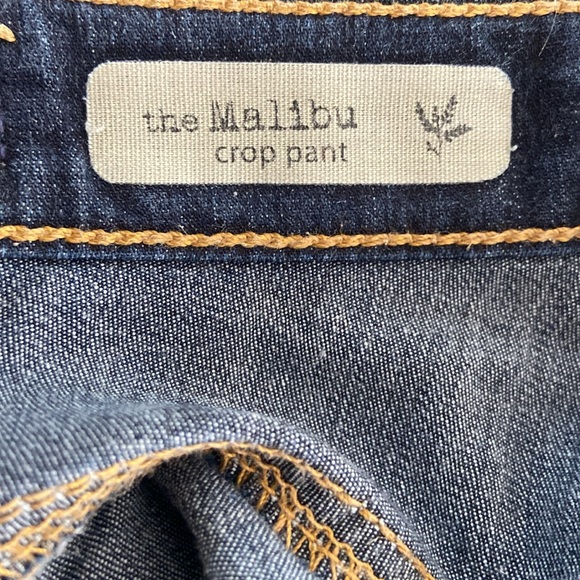 the Malibu
crop pant